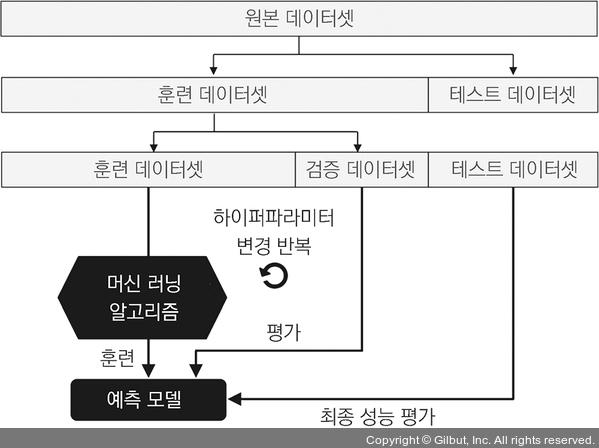 원본 데이터셋
훈련 데이터셋
테스트 데이터셋
훈련 데이터셋
검증 데이터셋
테스트 데이터셋
하이퍼파라미터
변경 반복
머신 러닝
알고리즘
평가
훈련
예측 모델
최종 성능 평가
Copyright © Gilbut, Inc. All rights reserved.